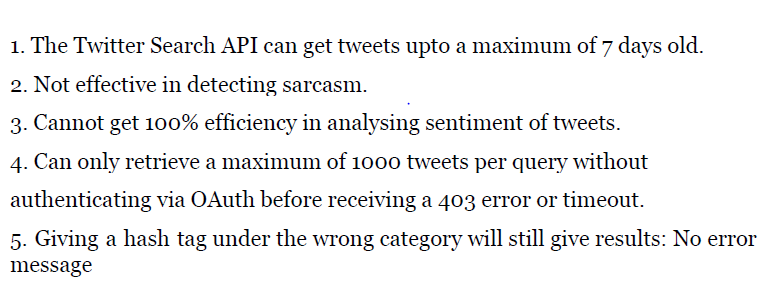 1. The Twitter Search API can get tweets upto a maximum of 7 days old.
2. Not effective in detecting sarcasm.
3. Cannot get 100% efficiency in analysing sentiment of tweets.
4. Can only retrieve a maximum of 1000 tweets per query without
authenticating via OAuth before receiving a 403 error or timeout.
5. Giving a hash tag under the wrong category will still give results: No error
message